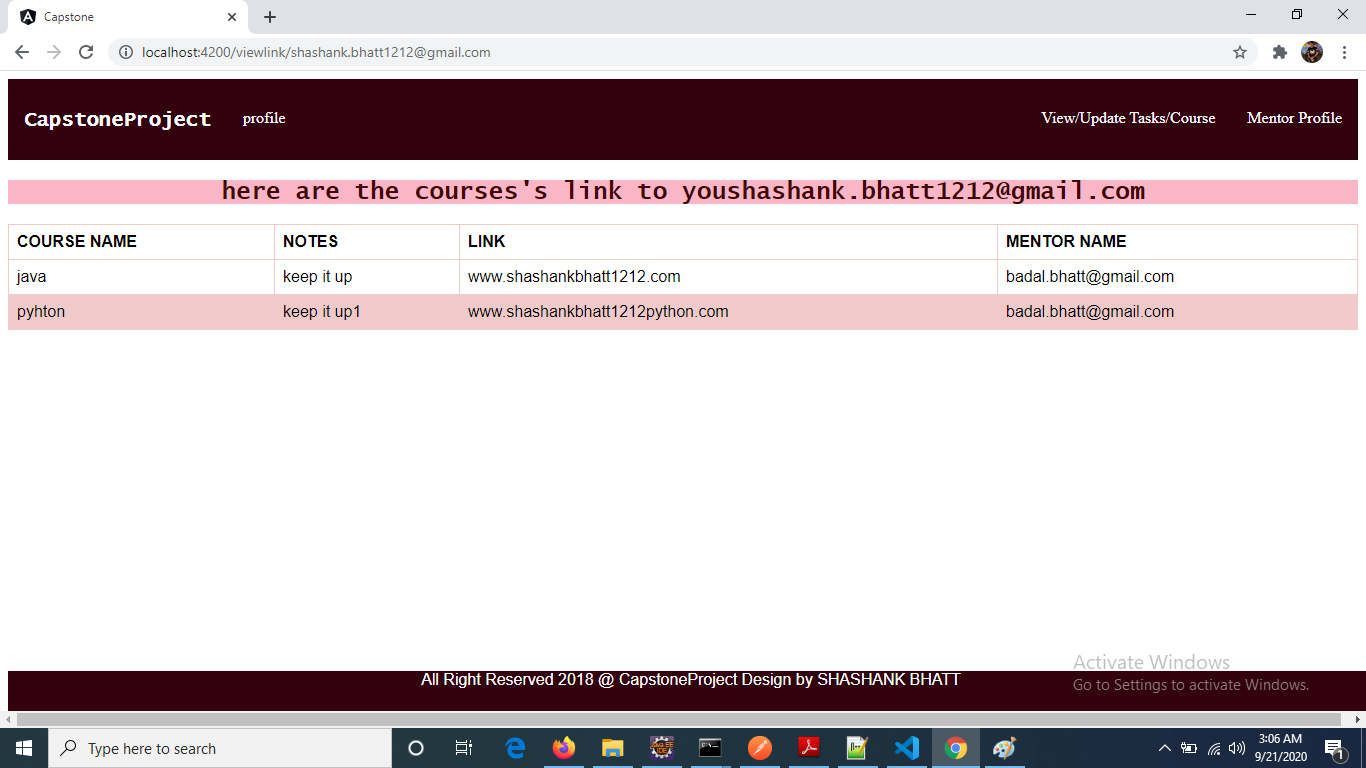 Capstone
localhost:4200/viewlink/shashank.bhatt1212@gmail.com
CapstoneProject profile View/Update Tasks/Course Mentor Profile
here are the courses's link to youshashank.bhatt1212@gmail.com
COURSE NAME NOTES LINK MENTOR NAME
java keep it up www.shashankbhatt1212.com badal.bhatt@gmail.com
pyhton keep it up1 www.shashankbhatt1212python.com badal.bhatt@gmail.com
Activate Windows
All Right Reserved 2018 @ CapstoneProject Design by SHASHANK BHATT
Go to Settings to activate Windows.
Type here to search
3:06 AM
9/21/2020
1